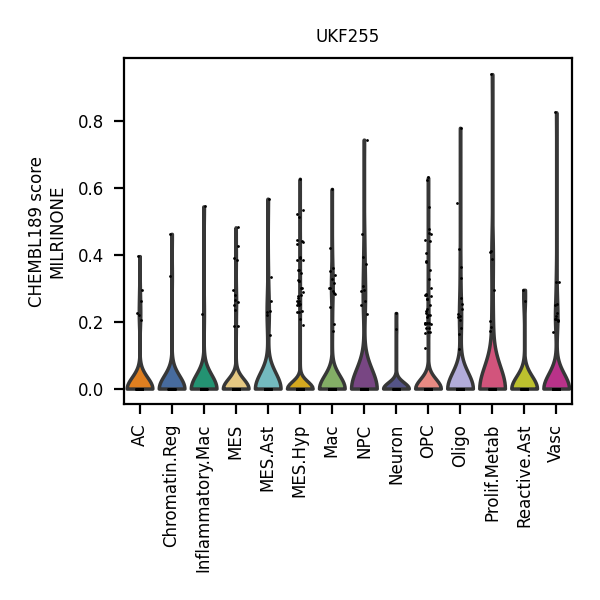 UKF255
CHEMBL189 score
MILRINONE
0.8
0.6
0.4
0.2
0.0
AC
Chromatin.Reg
Inflammatory.Mac
MES
MES.Ast
MES.Hyp
Mac
NPC
Neuron
OPC
Oligo
Prolif.Metab
Reactive.Ast
Vasc